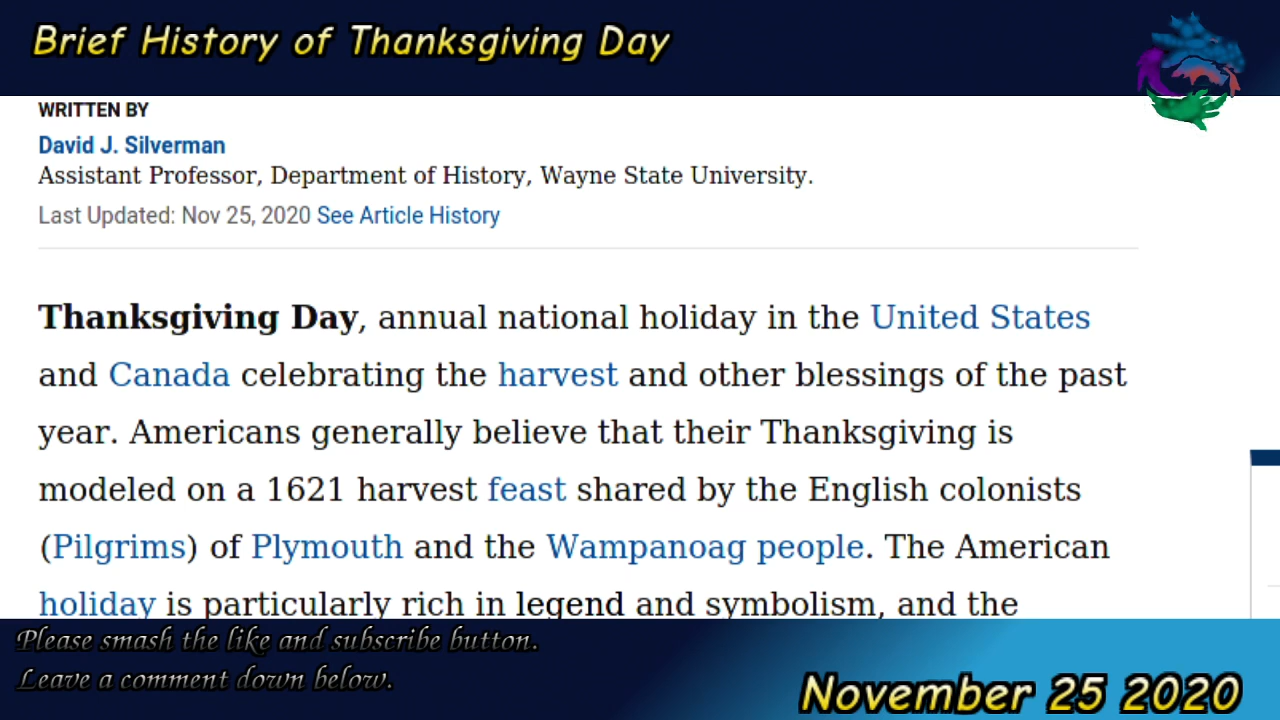 Brief History of Thanksgiving Day
WRITTEN BY
David J. Silverman
Assistant Professor, Department of History, Wayne State University.
Last Updated: Nov 25, 2020 See Article History
Thanksgiving Day, annual national holiday in the United States
and Canada celebrating the harvest and other blessings of the past
year. Americans generally believe that their Thanksgiving is
modeled on a 1621 harvest feast shared by the English colonists
(Pilgrims) of Plymouth and the Wampanoag people. The American
holiday is particularly rich in legend and symbolism, and the
Please smash the like and subscribe button.
Leave a comment down below.
November 25 2020